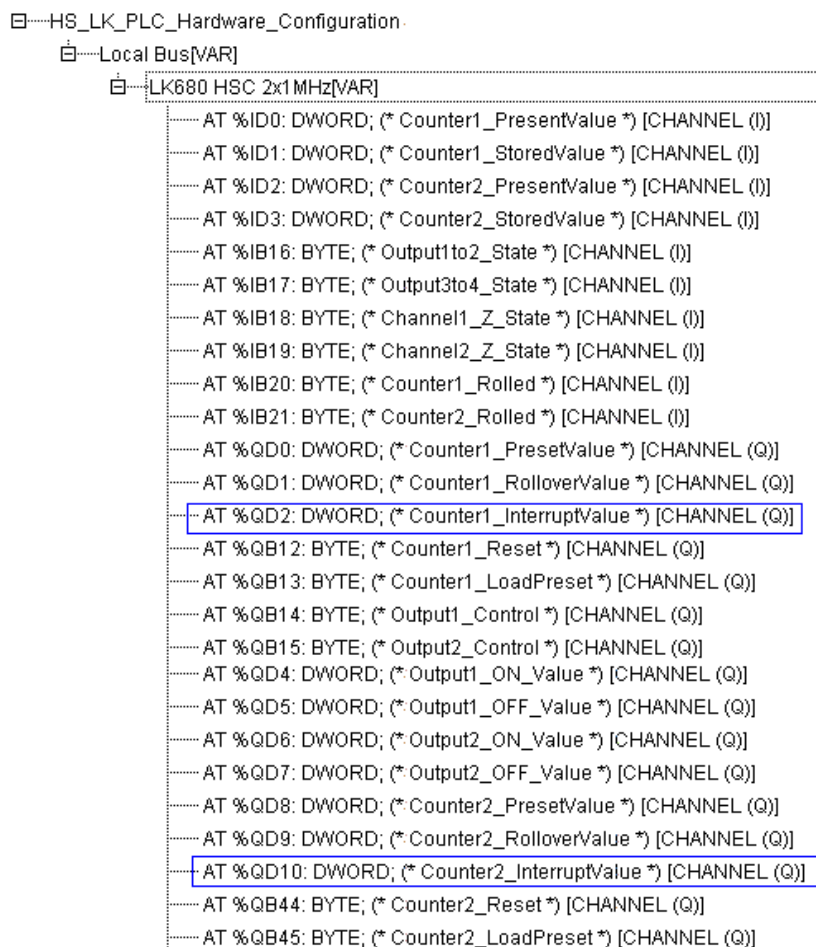 HS_LK_PLC_Hardware_Configuration
Local Bus[VAR]
LK680 HSC 2x1MHz[VAR]
AT %ID0: DWORD; (* Counter1_PresentValue *) [CHANNEL (I)]
AT %ID1: DWORD; (* Counter1_StoredValue *) [CHANNEL (I)]
AT %ID2: DWORD; (* Counter2_PresentValue *) [CHANNEL (I)]
AT %ID3: DWORD; (* Counter2_StoredValue *) [CHANNEL (I)]
AT %IB16: BYTE; (* Output1to2_State *) [CHANNEL (I)]
AT %IB17: BYTE; (* Output3to4_State *) [CHANNEL (I)]
AT %IB18: BYTE; (* Channel1_Z_State *) [CHANNEL (I)]
AT %IB19: BYTE; (* Channel2_Z_State *) [CHANNEL (I)]
AT %IB20: BYTE; (* Counter1_Rolled *) [CHANNEL (I)]
AT %IB21: BYTE; (* Counter2_Rolled *) [CHANNEL (I)]
AT %QD0: DWORD; (* Counter1_PresetValue *) [CHANNEL (Q)]
AT %QD1: DWORD; (* Counter1_RolloverValue *) [CHANNEL (Q)]
AT %QD2: DWORD; (* Counter1_InterruptValue *) [CHANNEL (Q)]
AT %QB12: BYTE; (* Counter1_Reset *) [CHANNEL (Q)]
AT %QB13: BYTE; (* Counter1_LoadPreset *) [CHANNEL (Q)]
AT %QB14: BYTE; (* Output1_Control *) [CHANNEL (Q)]
AT %QB15: BYTE; (* Output2_Control *) [CHANNEL (Q)]
AT %QD4: DWORD; (* Output1_ON_Value *) [CHANNEL (Q)]
AT %QD5: DWORD; (* Output1_OFF_Value *) [CHANNEL (Q)]
AT %QD6: DWORD; (* Output2_ON_Value *) [CHANNEL (Q)]
AT %QD7: DWORD; (* Output2_OFF_Value *) [CHANNEL (Q)]
AT %QD8: DWORD; (* Counter2_PresetValue *) [CHANNEL (Q)]
AT %QD9: DWORD; (* Counter2_RolloverValue *) [CHANNEL (Q)]
AT %QD10: DWORD; (* Counter2_InterruptValue *) [CHANNEL (Q)]
AT %QB44: BYTE; (* Counter2_Reset *) [CHANNEL (Q)]
AT %QB45: BYTE; (* Counter2_LoadPreset *) [CHANNEL (Q)]